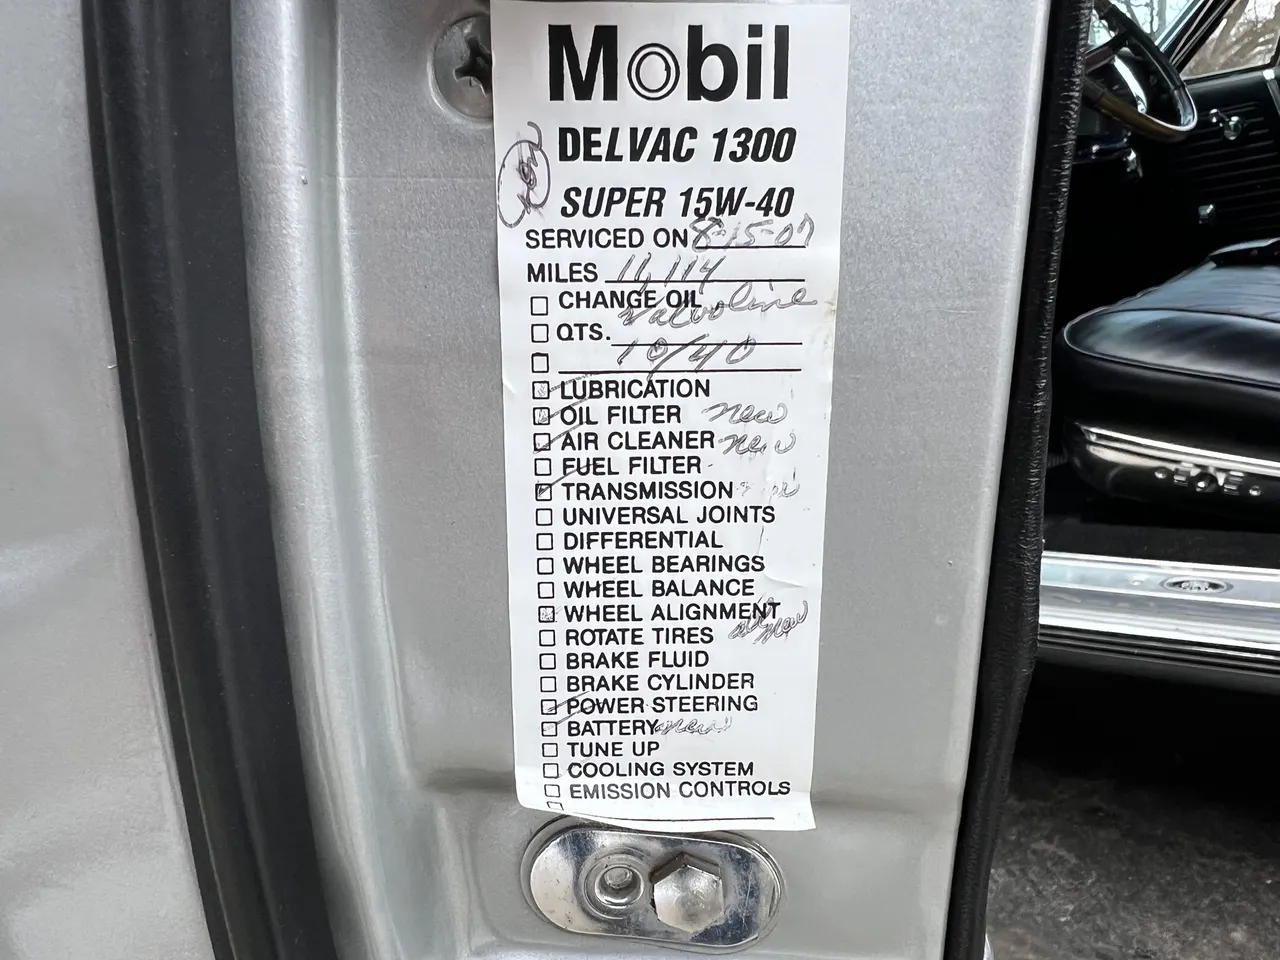 Mobil
DELVAC 1300
SUPER 15W-40
SERVICED ON 8-15-07
MILES 11,114
CHANGE OIL Valvoline
QTS. 10/40
LUBRICATION
OIL FILTER new
AIR CLEANER new
FUEL FILTER
TRANSMISSION
UNIVERSAL JOINTS
DIFFERENTIAL
WHEEL BEARINGS
WHEEL BALANCE
WHEEL ALIGNMENT
ROTATE TIRES all new
BRAKE FLUID
BRAKE CYLINDER
POWER STEERING
BATTERY new
TUNE UP
COOLING SYSTEM
EMISSION CONTROLS